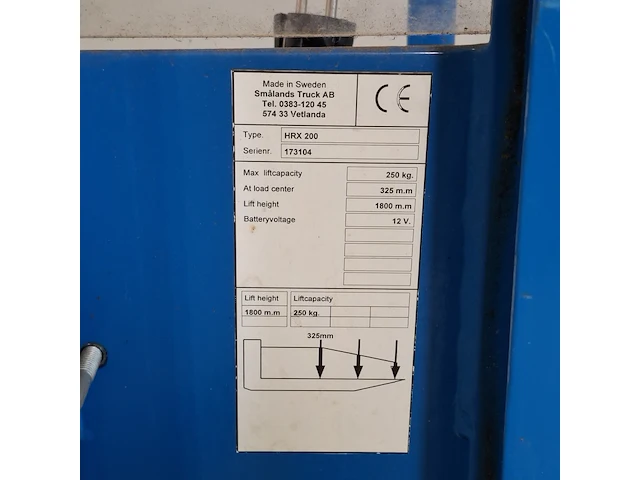 Made in Sweden
Smålands Truck AB
Tel. 0383-120 45
574 33 Vetlanda
CE
Type. HRX 200
Serienr. 173104
Max liftcapacity 250 kg.
At load center 325 m.m
Lift height 1800 m.m
Batteryvoltage 12 V.
Lift height Liftcapacity
1800 m.m 250 kg.
325mm